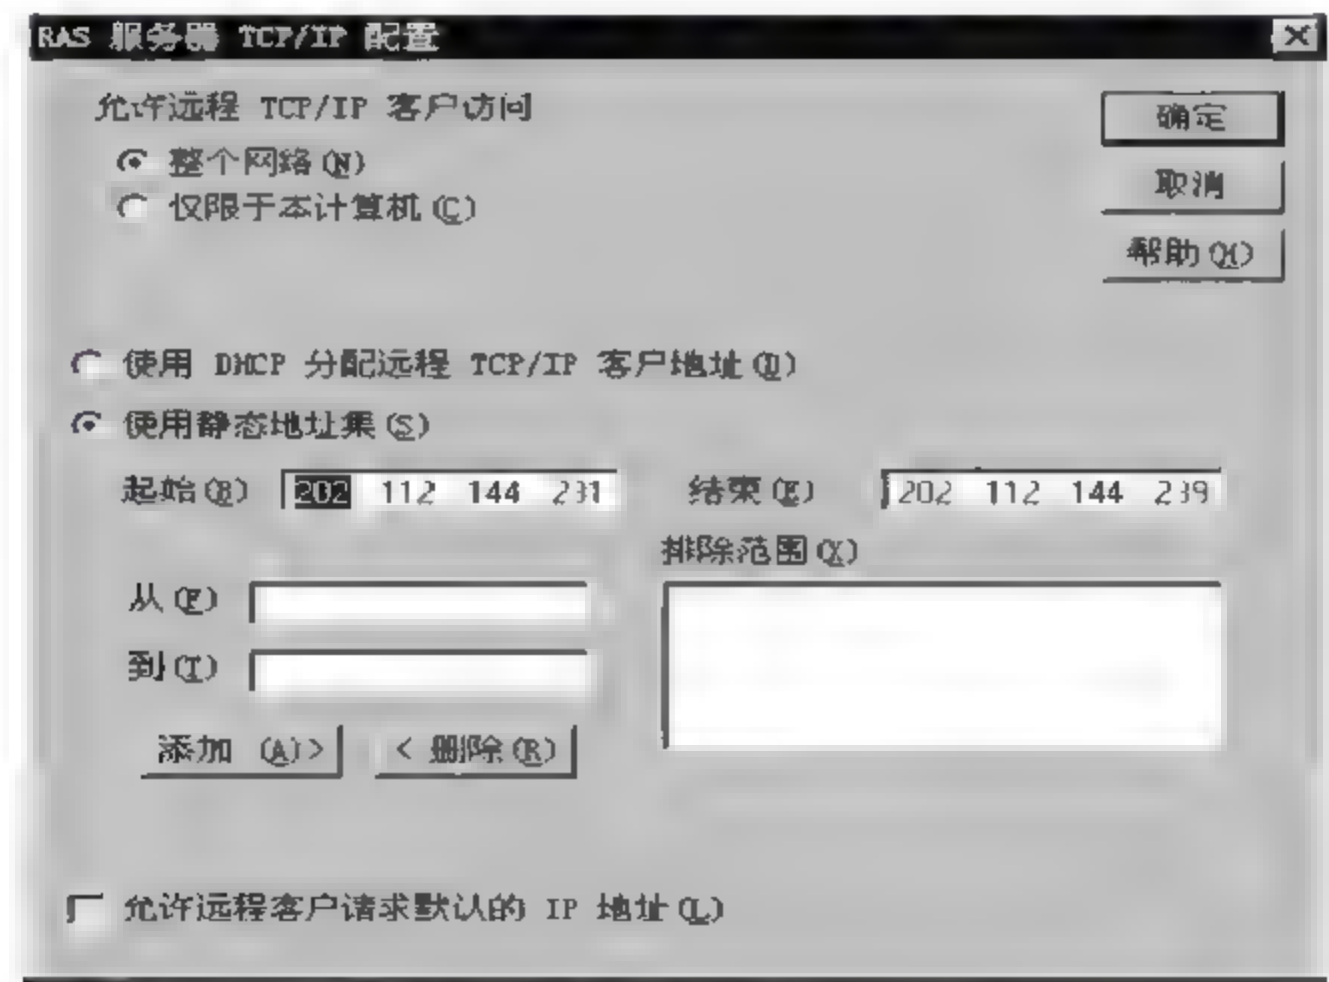 RAS 服务器 TCP/IP 配置
允许远程 TCP/IP 客户访问
整个网络(N)
仅限于本计算机(C)
确定
取消
帮助(H)
使用 DHCP 分配远程 TCP/IP 客户地址(U)
使用静态地址集(S)
起始(B) 202 112 144 231 结束(E) 202 112 144 239
排除范围(X)
从(F)
到(T)
添加 (A)> < 删除(R)
允许远程客户请求默认的 IP 地址(L)